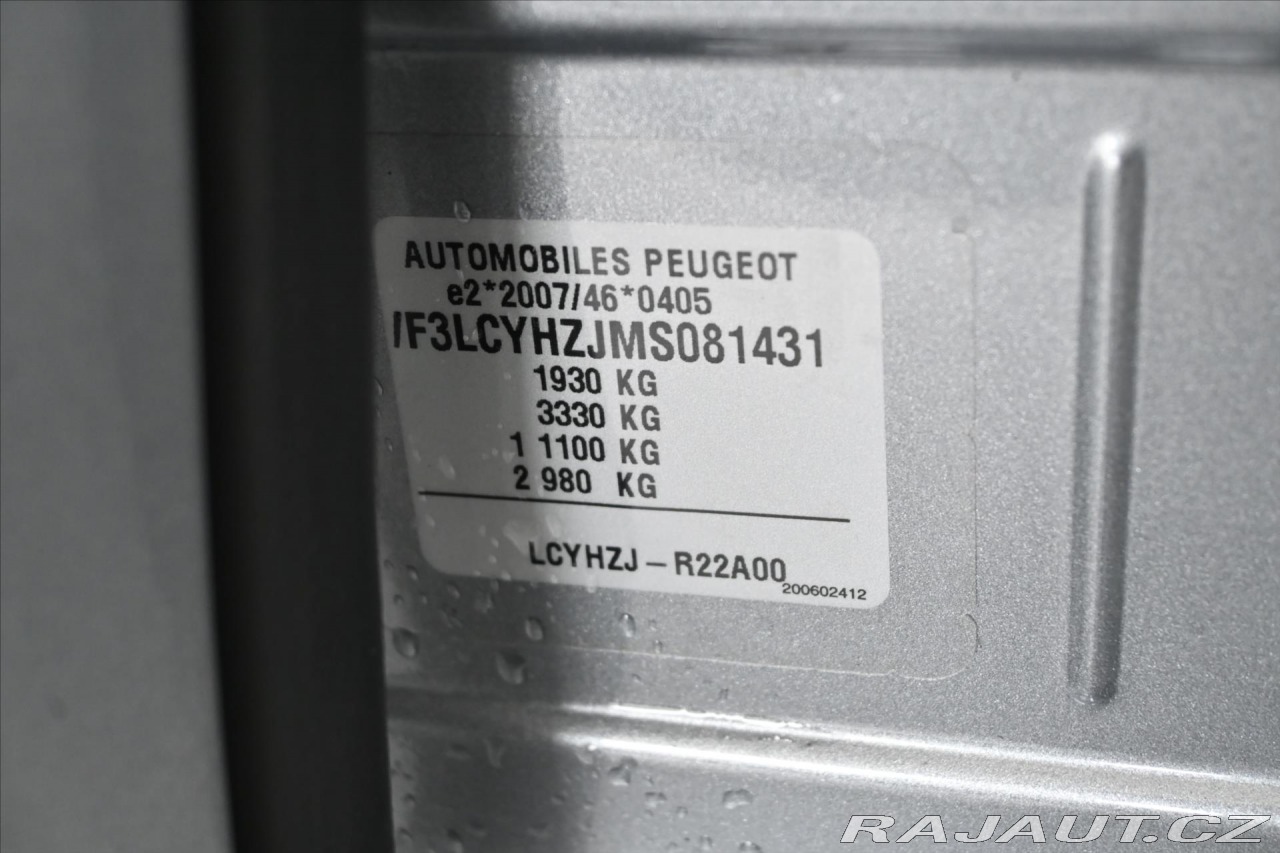 AUTOMOBILES PEUGEOT
e2*2007/46*0405
/F3LCYHZJMS081431
1930 KG
3330 KG
1 1100 KG
2 980 KG
LCYHZJ – R22A00
200602412
RAJAUT.CZ